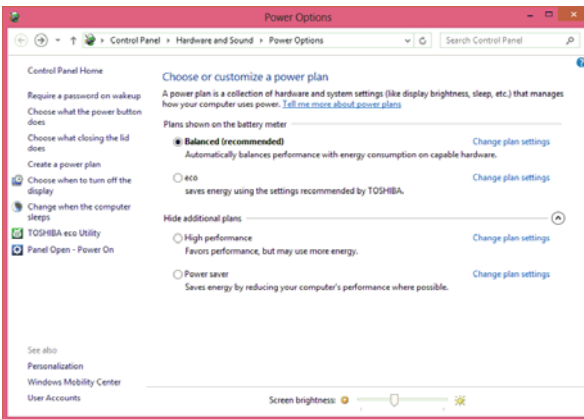 Power Options
Control Panel ▸ Hardware and Sound ▸ Power Options
Search Control Panel
Control Panel Home
Require a password on wakeup
Choose what the power button
does
Choose what closing the lid
does
Create a power plan
Choose when to turn off the
display
Change when the computer
sleeps
TOSHIBA eco Utility
Panel Open - Power On
See also
Personalization
Windows Mobility Center
User Accounts
Choose or customize a power plan
A power plan is a collection of hardware and system settings (like display brightness, sleep, etc.) that manages
how your computer uses power. Tell me more about power plans
Plans shown on the battery meter
Balanced (recommended) Change plan settings
Automatically balances performance with energy consumption on capable hardware.
eco Change plan settings
saves energy using the settings recommended by TOSHIBA.
Hide additional plans
High performance Change plan settings
Favors performance, but may use more energy.
Power saver Change plan settings
Saves energy by reducing your computer's performance where possible.
Screen brightness: